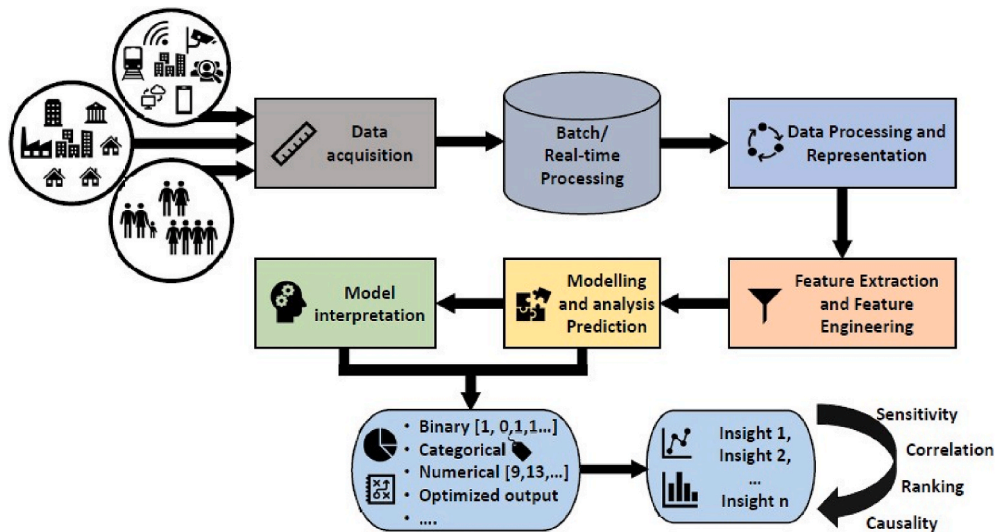 Data
acquisition
Batch/
Real-time
Processing
Data Processing and
Representation
Model
interpretation
Modelling
and analysis
Prediction
Feature Extraction
and Feature
Engineering
• Binary [1, 0,1,1...]
• Categorical
• Numerical [9,13,...]
• Optimized output
• ....
Insight 1,
Insight 2,
...
Insight n
Sensitivity
Correlation
Ranking
Causality